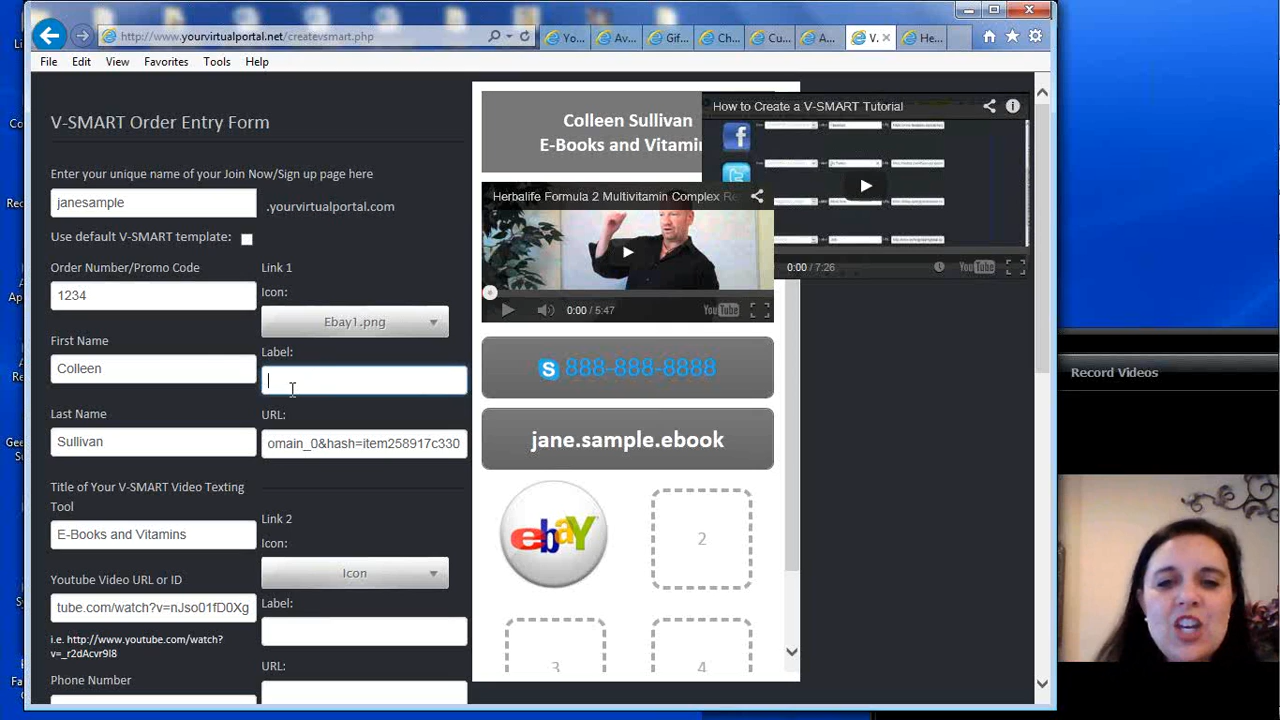 http://www.yourvirtualportal.net/createvsmart.php
Yo...
Av...
Gif...
Ch...
Cu...
A...
V.
He...
File Edit View Favorites Tools Help
V-SMART Order Entry Form
Enter your unique name of your Join Now/Sign up page here
janesample
.yourvirtualportal.com
Use default V-SMART template:
Order Number/Promo Code
1234
First Name
Colleen
Last Name
Sullivan
Title of Your V-SMART Video Texting
Tool
E-Books and Vitamins
Youtube Video URL or ID
tube.com/watch?v=nJso01fD0Xg
i.e. http://www.youtube.com/watch?
v=_r2dAcvr9l8
Phone Number
Link 1
Icon:
Ebay1.png
Label:
URL:
omain_0&hash=item258917c330
Link 2
Icon:
Icon
Label:
URL:
Colleen Sullivan
E-Books and Vitamin
How to Create a V-SMART Tutorial
0:00 / 7:26
YouTube
Herbalife Formula 2 Multivitamin Complex Re
0:00 / 5:47
YouTube
S 888-888-8888
jane.sample.ebook
ebaY
2
3
4
Record Videos